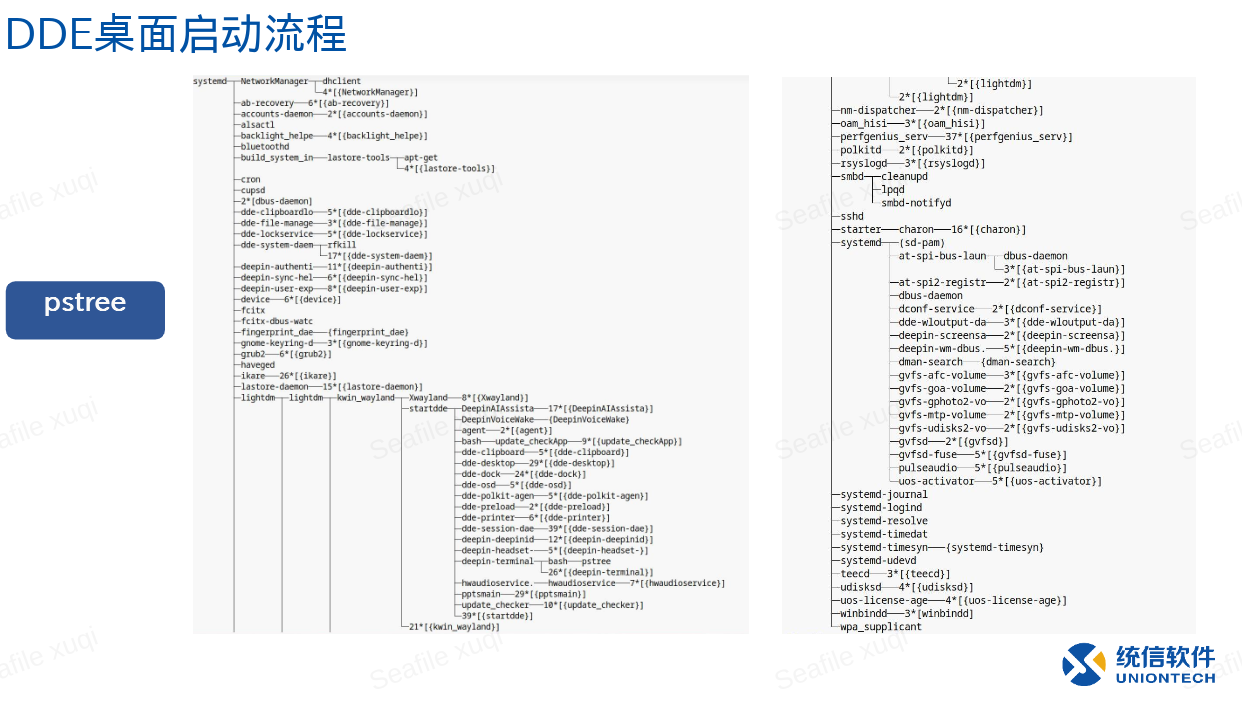 DDE桌面启动流程
pstree
systemd─┬─NetworkManager─┬─dhclient
└─4*[{NetworkManager}]
├─ab-recovery───6*[{ab-recovery}]
├─accounts-daemon───2*[{accounts-daemon}]
├─alsactl
├─backlight_helpe───4*[{backlight_helpe}]
├─bluetoothd
├─build_system_in───lastore-tools─┬─apt-get
└─4*[{lastore-tools}]
├─cron
├─cupsd
├─2*[dbus-daemon]
├─dde-clipboardlo───5*[{dde-clipboardlo}]
├─dde-file-manage───3*[{dde-file-manage}]
├─dde-lockservice───5*[{dde-lockservice}]
├─dde-system-daem─┬─rfkill
└─17*[{dde-system-daem}]
├─deepin-authenti───11*[{deepin-authenti}]
├─deepin-sync-hel───6*[{deepin-sync-hel}]
├─deepin-user-exp───8*[{deepin-user-exp}]
├─device───6*[{device}]
├─fcitx
├─fcitx-dbus-watc
├─fingerprint_dae───{fingerprint_dae}
├─gnome-keyring-d───3*[{gnome-keyring-d}]
├─grub2───6*[{grub2}]
├─haveged
├─ikare───26*[{ikare}]
├─lastore-daemon───15*[{lastore-daemon}]
├─lightdm─┬─lightdm─┬─kwin_wayland─┬─Xwayland───8*[{Xwayland}]
├─startdde─┬─DeepinAIAssista───17*[{DeepinAIAssista}]
├─DeepinVoiceWake───{DeepinVoiceWake}
├─agent───2*[{agent}]
├─bash───update_checkApp───9*[{update_checkApp}]
├─dde-clipboard───5*[{dde-clipboard}]
├─dde-desktop───29*[{dde-desktop}]
├─dde-dock───24*[{dde-dock}]
├─dde-osd───5*[{dde-osd}]
├─dde-polkit-agen───5*[{dde-polkit-agen}]
├─dde-preload───2*[{dde-preload}]
├─dde-printer───6*[{dde-printer}]
├─dde-session-dae───39*[{dde-session-dae}]
├─deepin-deepinid───12*[{deepin-deepinid}]
├─deepin-headset-───5*[{deepin-headset-}]
├─deepin-terminal─┬─bash───pstree
└─26*[{deepin-terminal}]
├─hwaudioservice.───hwaudioservice───7*[{hwaudioservice}]
├─pptsmain───29*[{pptsmain}]
├─update_checker───10*[{update_checker}]
└─39*[{startdde}]
└─21*[{kwin_wayland}]
└─2*[{lightdm}]
└─2*[{lightdm}]
├─nm-dispatcher───2*[{nm-dispatcher}]
├─oam_hisi───3*[{oam_hisi}]
├─perfgenius_serv───37*[{perfgenius_serv}]
├─polkitd───2*[{polkitd}]
├─rsyslogd───3*[{rsyslogd}]
├─smbd─┬─cleanupd
├─lpqd
└─smbd-notifyd
├─sshd
├─starter───charon───16*[{charon}]
├─systemd─┬─(sd-pam)
├─at-spi-bus-laun─┬─dbus-daemon
└─3*[{at-spi-bus-laun}]
├─at-spi2-registr───2*[{at-spi2-registr}]
├─dbus-daemon
├─dconf-service───2*[{dconf-service}]
├─dde-wloutput-da───3*[{dde-wloutput-da}]
├─deepin-screensa───2*[{deepin-screensa}]
├─deepin-wm-dbus.───5*[{deepin-wm-dbus.}]
├─dman-search───{dman-search}
├─gvfs-afc-volume───3*[{gvfs-afc-volume}]
├─gvfs-goa-volume───2*[{gvfs-goa-volume}]
├─gvfs-gphoto2-vo───2*[{gvfs-gphoto2-vo}]
├─gvfs-mtp-volume───2*[{gvfs-mtp-volume}]
├─gvfs-udisks2-vo───2*[{gvfs-udisks2-vo}]
├─gvfsd───2*[{gvfsd}]
├─gvfsd-fuse───5*[{gvfsd-fuse}]
├─pulseaudio───5*[{pulseaudio}]
└─uos-activator───5*[{uos-activator}]
├─systemd-journal
├─systemd-logind
├─systemd-resolve
├─systemd-timedat
├─systemd-timesyn───{systemd-timesyn}
├─systemd-udevd
├─teecd───3*[{teecd}]
├─udisksd───4*[{udisksd}]
├─uos-license-age───4*[{uos-license-age}]
├─winbindd───3*[winbindd]
└─wpa_supplicant
统信软件
UNIONTECH
Seafile xuqi